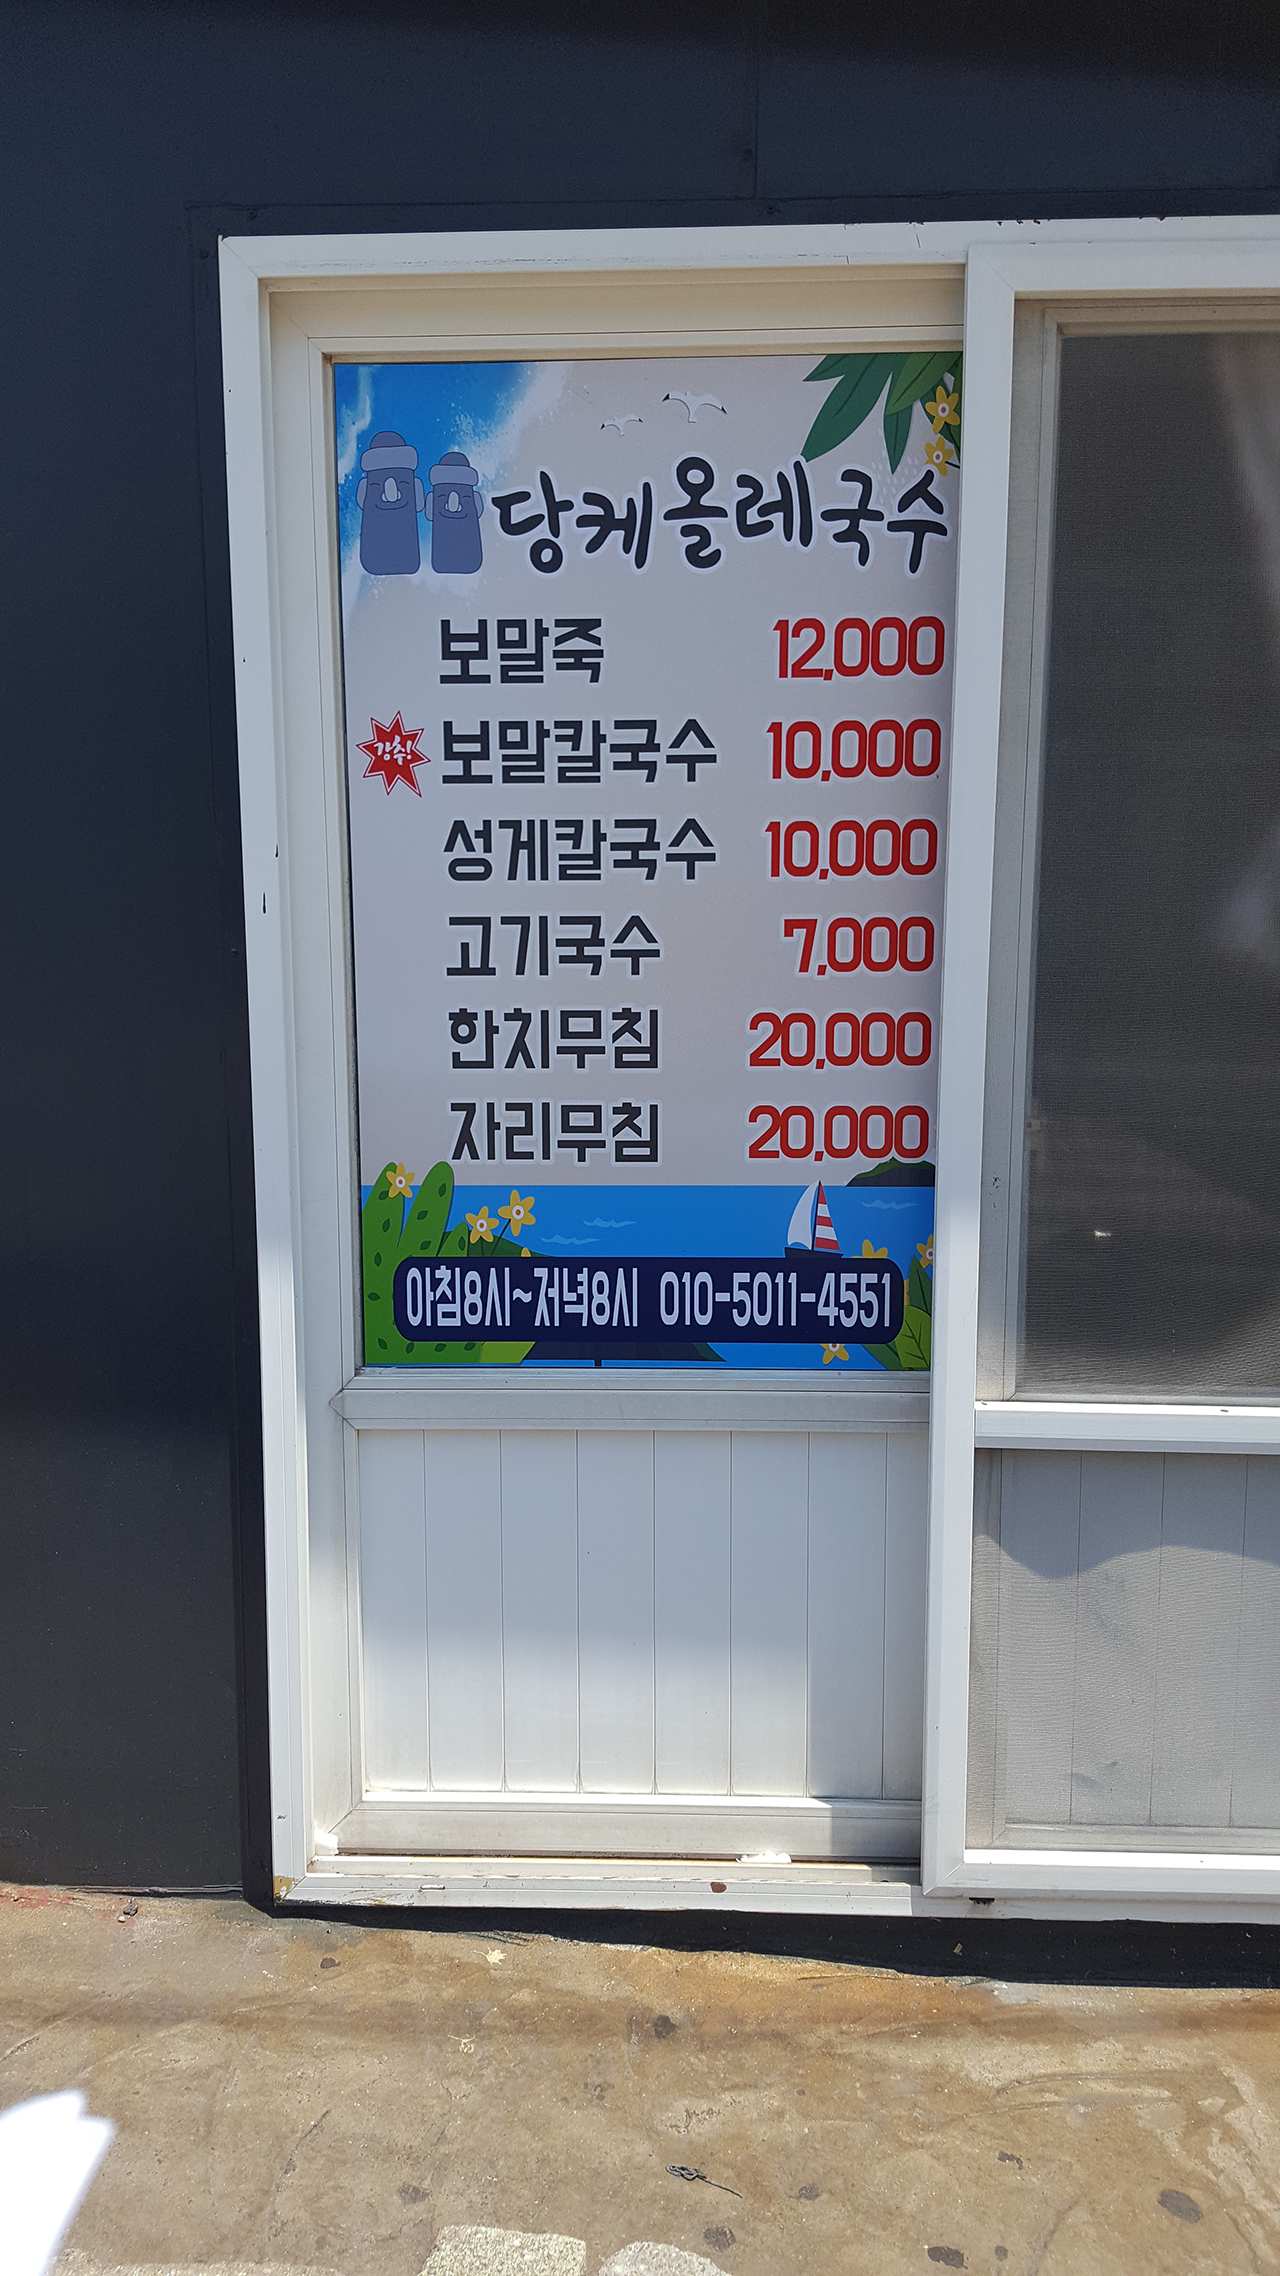 당케올레국수
보말죽 12,000
강추! 보말칼국수 10,000
성게칼국수 10,000
고기국수 7,000
한치무침 20,000
자리무침 20,000
아침8시~저녁8시 010-5011-4551